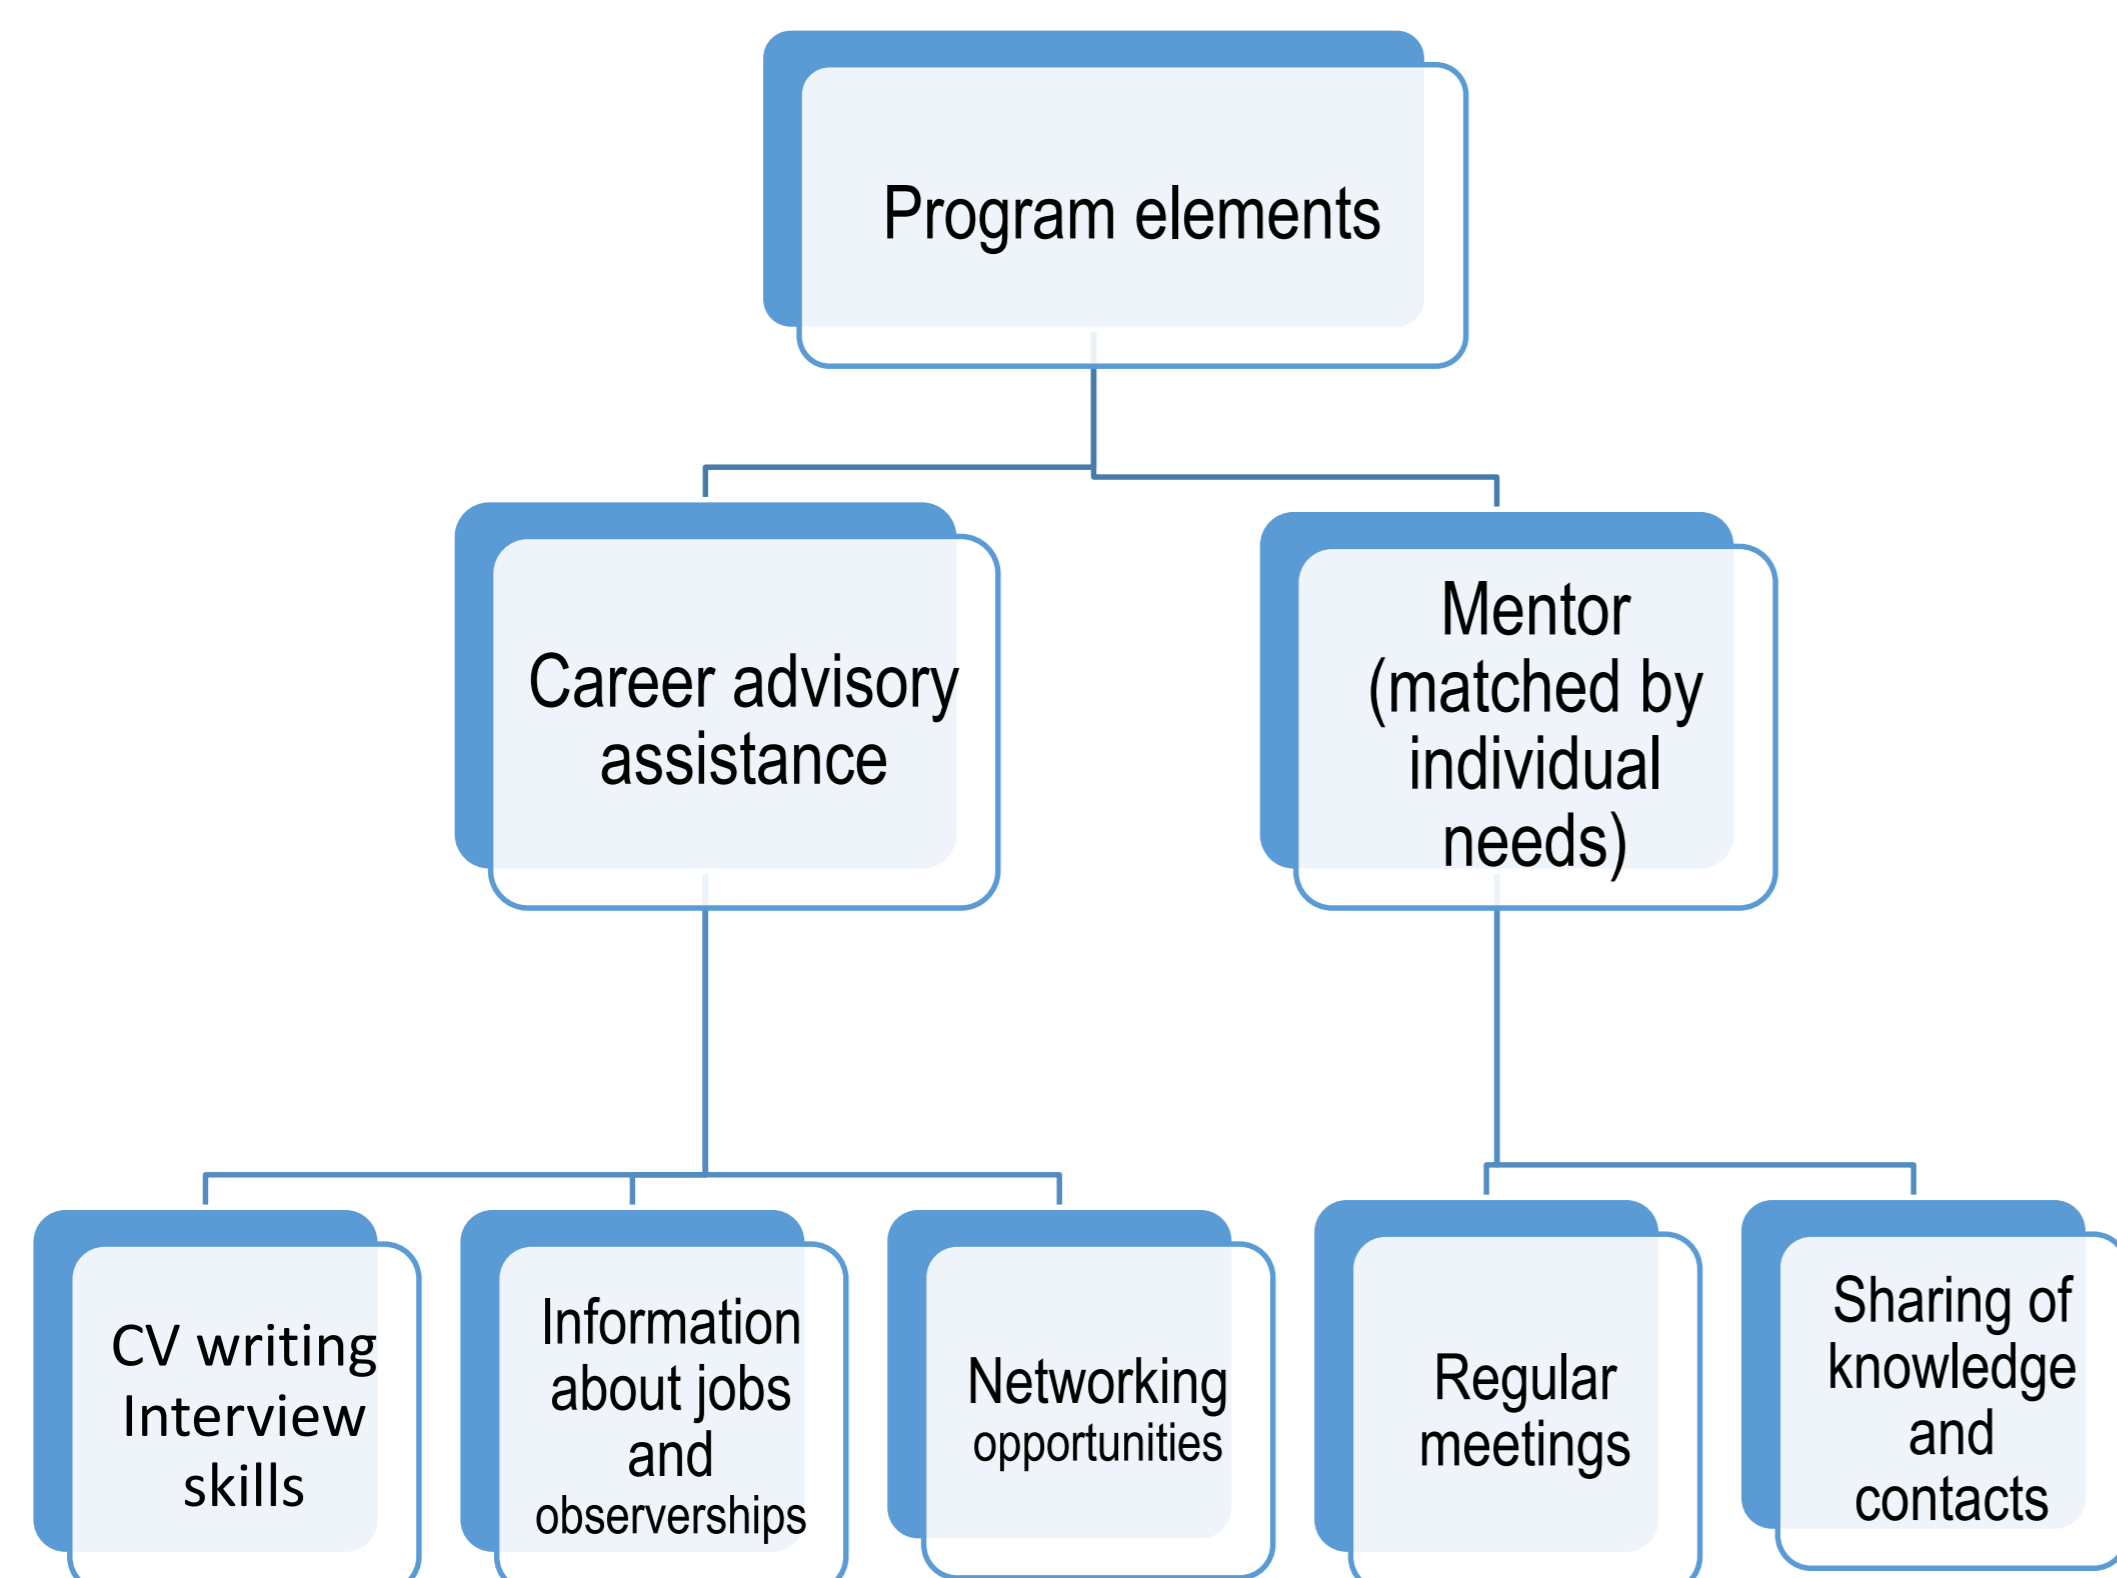 Program elements
Career advisory
assistance
Mentor
(matched by
individual
needs)
CV writing
Interview
skills
Information
about jobs
and
observerships
Networking
opportunities
Regular
meetings
Sharing of
knowledge
and
contacts